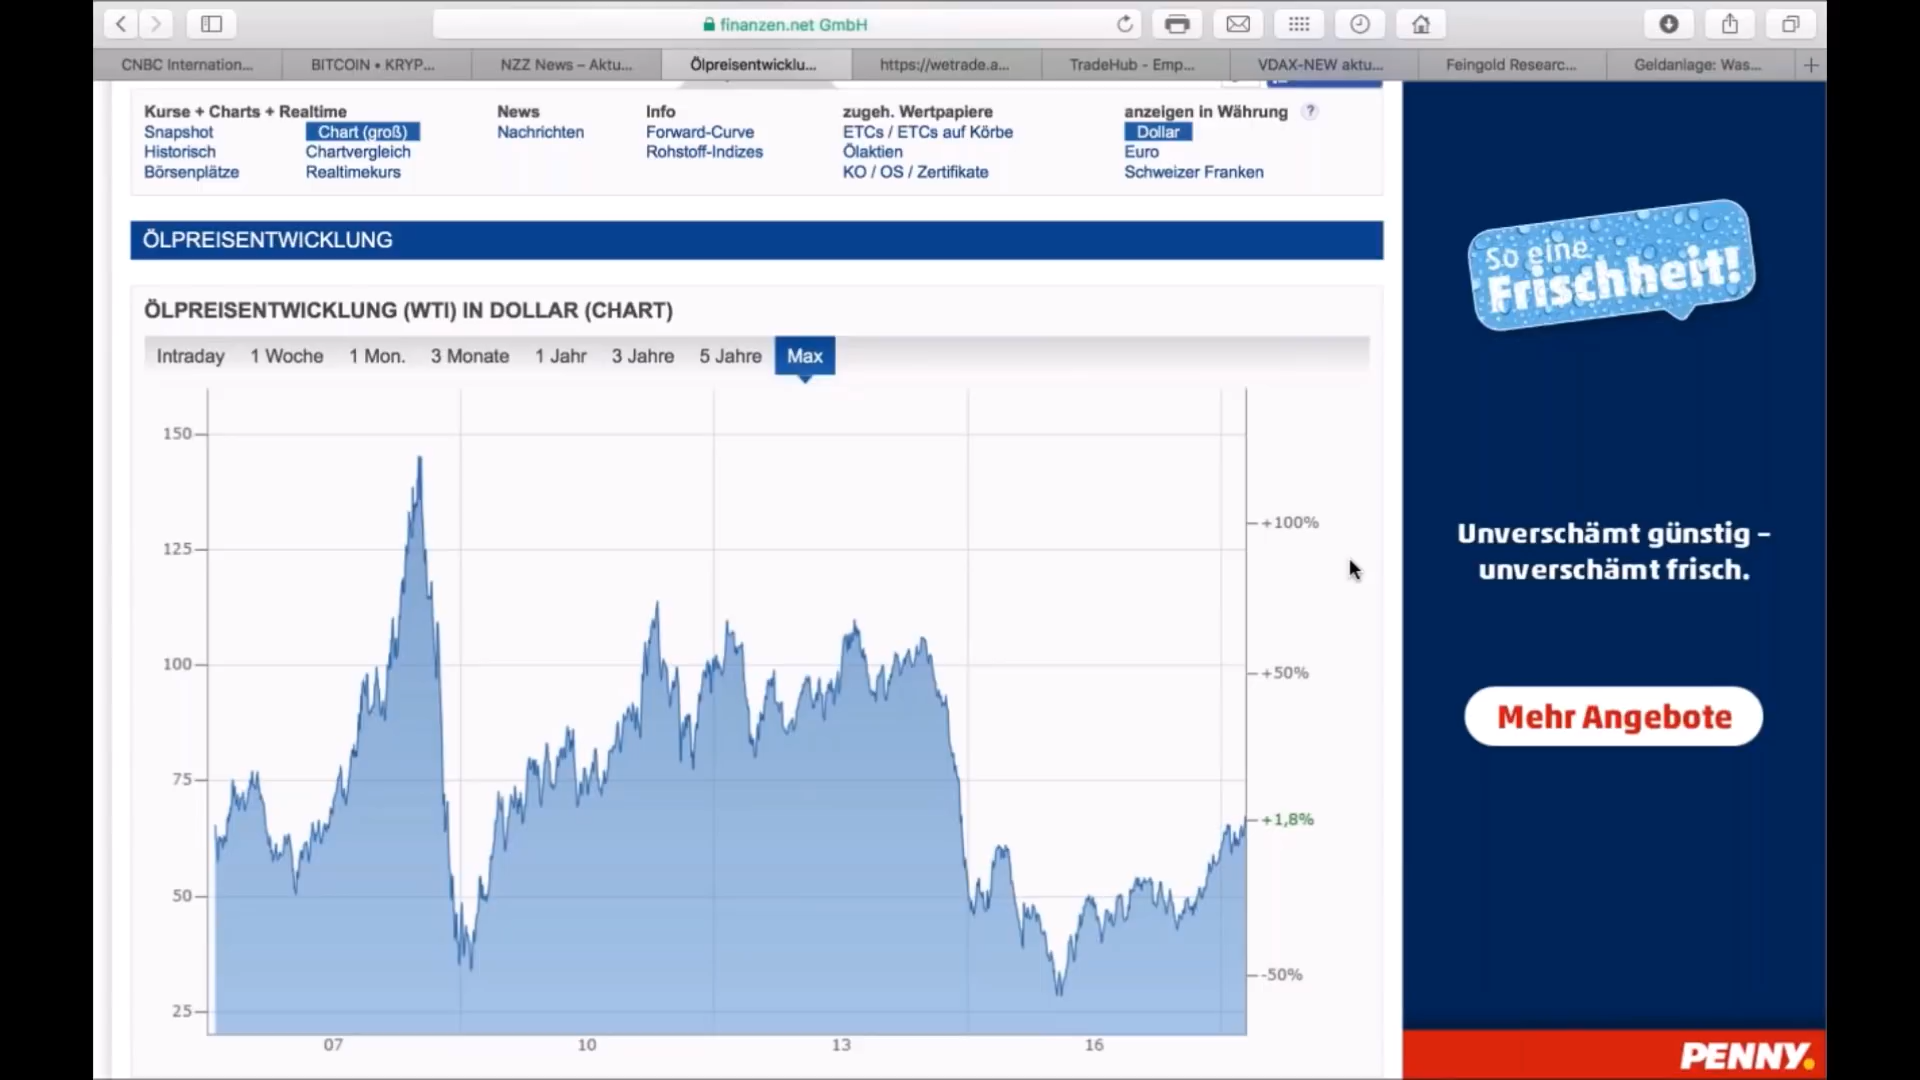 finanzen.net GmbH
CNBC Internation...
BITCOIN • KRYP...
NZZ News – Aktu...
Ölpreisentwicklu...
https://wetrade.a...
TradeHub - Emp...
VDAX-NEW aktu...
Feingold Researc...
Geldanlage: Was...
Kurse + Charts + Realtime
Snapshot
Chart (groß)
Historisch
Chartvergleich
Börsenplätze
Realtimekurs
News
Nachrichten
Info
Forward-Curve
Rohstoff-Indizes
zugeh. Wertpapiere
ETCs / ETCs auf Körbe
Ölaktien
KO / OS / Zertifikate
anzeigen in Währung ?
Dollar
Euro
Schweizer Franken
ÖLPREISENTWICKLUNG
ÖLPREISENTWICKLUNG (WTI) IN DOLLAR (CHART)
Intraday 1 Woche 1 Mon. 3 Monate 1 Jahr 3 Jahre 5 Jahre Max
150
125
100
75
50
25
+100%
+50%
+1,8%
-50%
07 10 13 16
So eine
Frischheit!
Unverschämt günstig –
unverschämt frisch.
Mehr Angebote
PENNY.